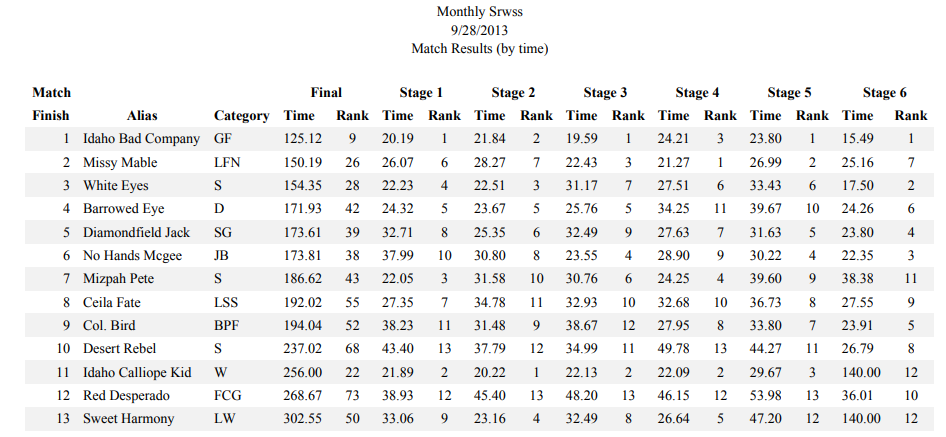 Monthly Srwss
9/28/2013
Match Results (by time)
Match Final Stage 1 Stage 2 Stage 3 Stage 4 Stage 5 Stage 6
Finish Alias Category Time Rank Time Rank Time Rank Time Rank Time Rank Time Rank Time Rank
1 Idaho Bad Company GF 125.12 9 20.19 1 21.84 2 19.59 1 24.21 3 23.80 1 15.49 1
2 Missy Mable LFN 150.19 26 26.07 6 28.27 7 22.43 3 21.27 1 26.99 2 25.16 7
3 White Eyes S 154.35 28 22.23 4 22.51 3 31.17 7 27.51 6 33.43 6 17.50 2
4 Barrowed Eye D 171.93 42 24.32 5 23.67 5 25.76 5 34.25 11 39.67 10 24.26 6
5 Diamondfield Jack SG 173.61 39 32.71 8 25.35 6 32.49 9 27.63 7 31.63 5 23.80 4
6 No Hands Mcgee JB 173.81 38 37.99 10 30.80 8 23.55 4 28.90 9 30.22 4 22.35 3
7 Mizpah Pete S 186.62 43 22.05 3 31.58 10 30.76 6 24.25 4 39.60 9 38.38 11
8 Ceila Fate LSS 192.02 55 27.35 7 34.78 11 32.93 10 32.68 10 36.73 8 27.55 9
9 Col. Bird BPF 194.04 52 38.23 11 31.48 9 38.67 12 27.95 8 33.80 7 23.91 5
10 Desert Rebel S 237.02 68 43.40 13 37.79 12 34.99 11 49.78 13 44.27 11 26.79 8
11 Idaho Calliope Kid W 256.00 22 21.89 2 20.22 1 22.13 2 22.09 2 29.67 3 140.00 12
12 Red Desperado FCG 268.67 73 38.93 12 45.40 13 48.20 13 46.15 12 53.98 13 36.01 10
13 Sweet Harmony LW 302.55 50 33.06 9 23.16 4 32.49 8 26.64 5 47.20 12 140.00 12